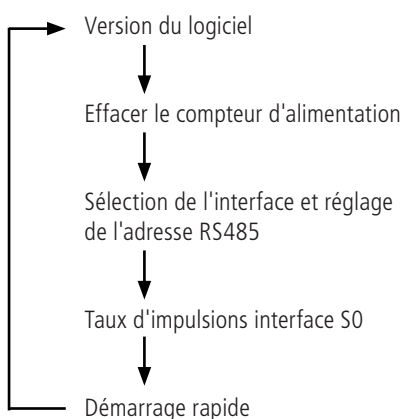 Version du logiciel
Effacer le compteur d'alimentation
Sélection de l'interface et réglage
de l'adresse RS485
Taux d'impulsions interface S0
Démarrage rapide